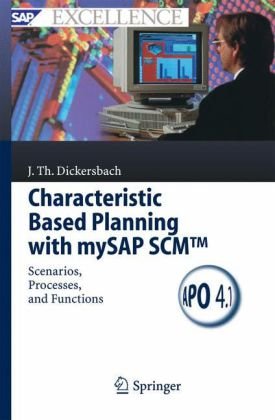 SAP EXCELLENCE
J. Th. Dickersbach
Characteristic
Based Planning
with mySAP SCM™
Scenarios,
Processes,
and Functions
APO 4.1
Springer